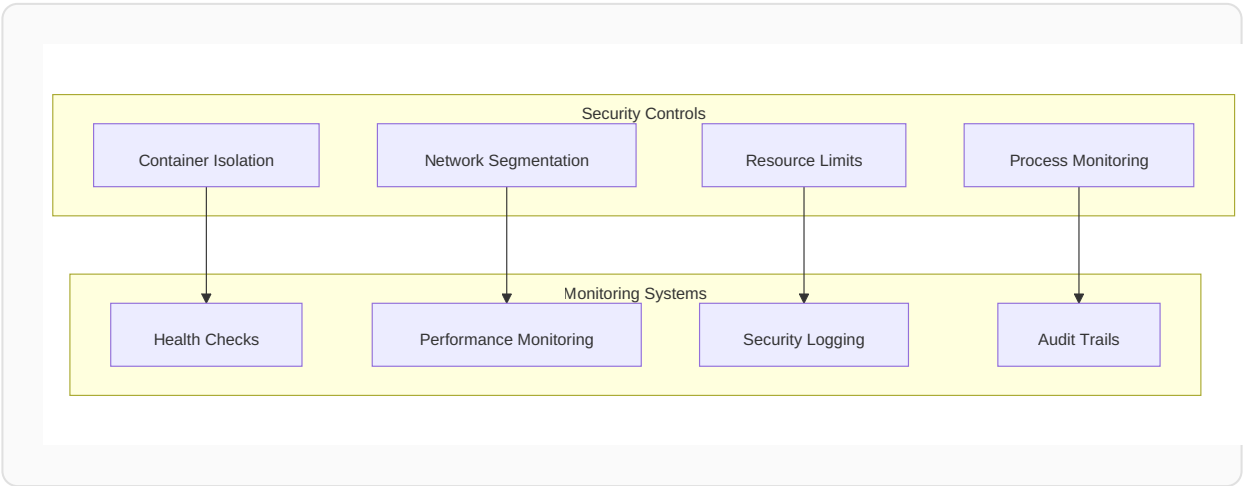 Security Controls
Container Isolation
Network Segmentation
Resource Limits
Process Monitoring
Monitoring Systems
Health Checks
Performance Monitoring
Security Logging
Audit Trails